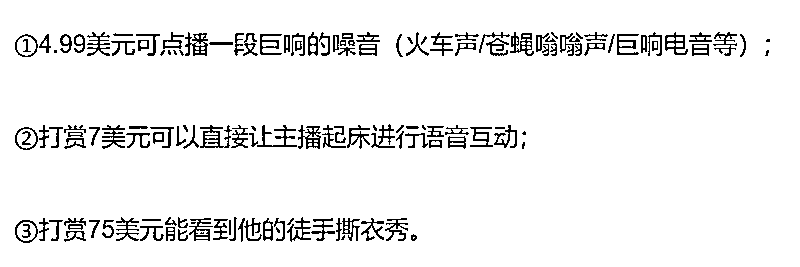 ①4.99美元可点播一段巨响的噪音（火车声/苍蝇嗡嗡声/巨响电音等）;
②打赏7美元可以直接让主播起床进行语音互动;
③打赏75美元能看到他的徒手撕衣秀。